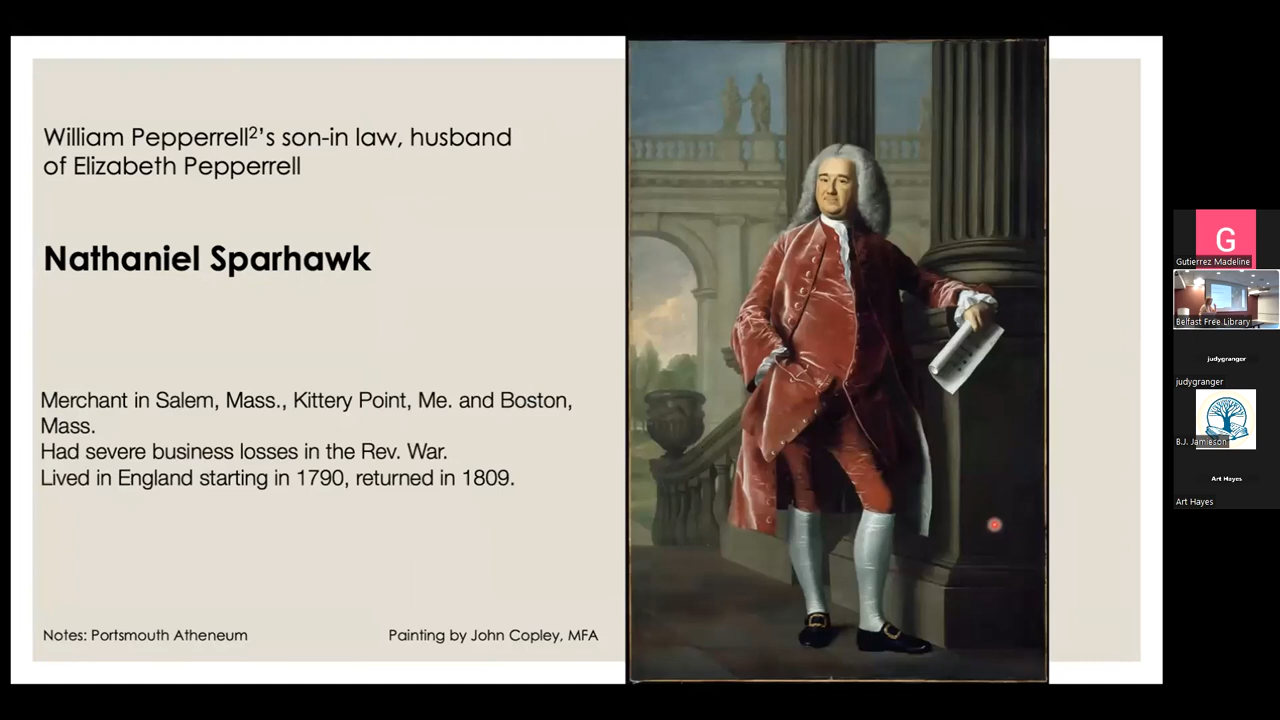 William Pepperrell²'s son-in law, husband
of Elizabeth Pepperrell
Nathaniel Sparhawk
Merchant in Salem, Mass., Kittery Point, Me. and Boston,
Mass.
Had severe business losses in the Rev. War.
Lived in England starting in 1790, returned in 1809.
Notes: Portsmouth Atheneum
Painting by John Copley, MFA
G
Gutierrez Madeline
Belfast Free Library
judygranger
judygranger
B.J. Jamieson
Art Hayes
Art Hayes